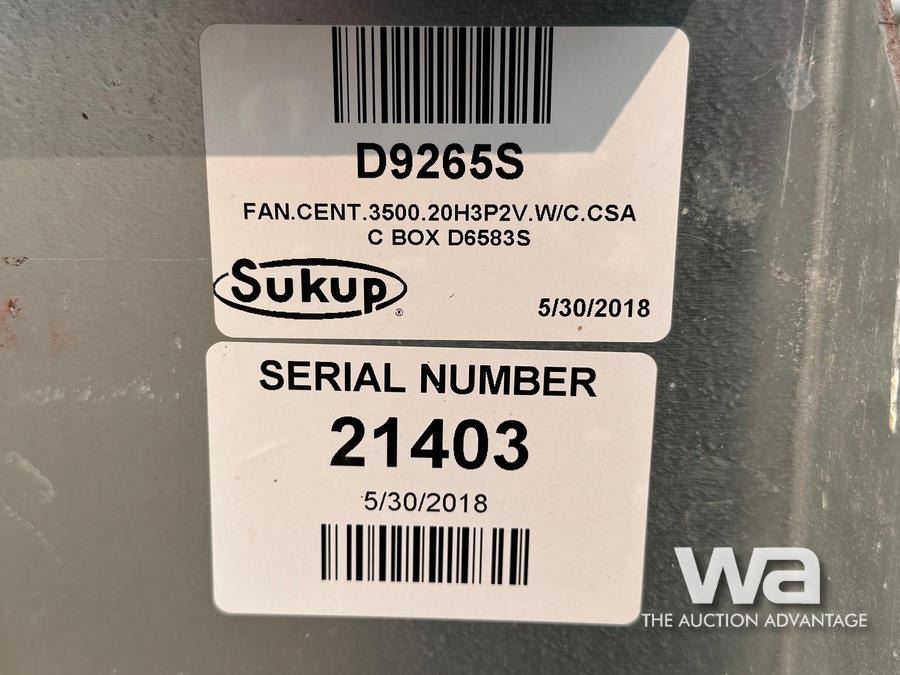 D9265S
FAN.CENT.3500.20H3P2V.W/C.CSA
C BOX D6583S
Sukup®
5/30/2018
SERIAL NUMBER
21403
5/30/2018
wa
THE AUCTION ADVANTAGE